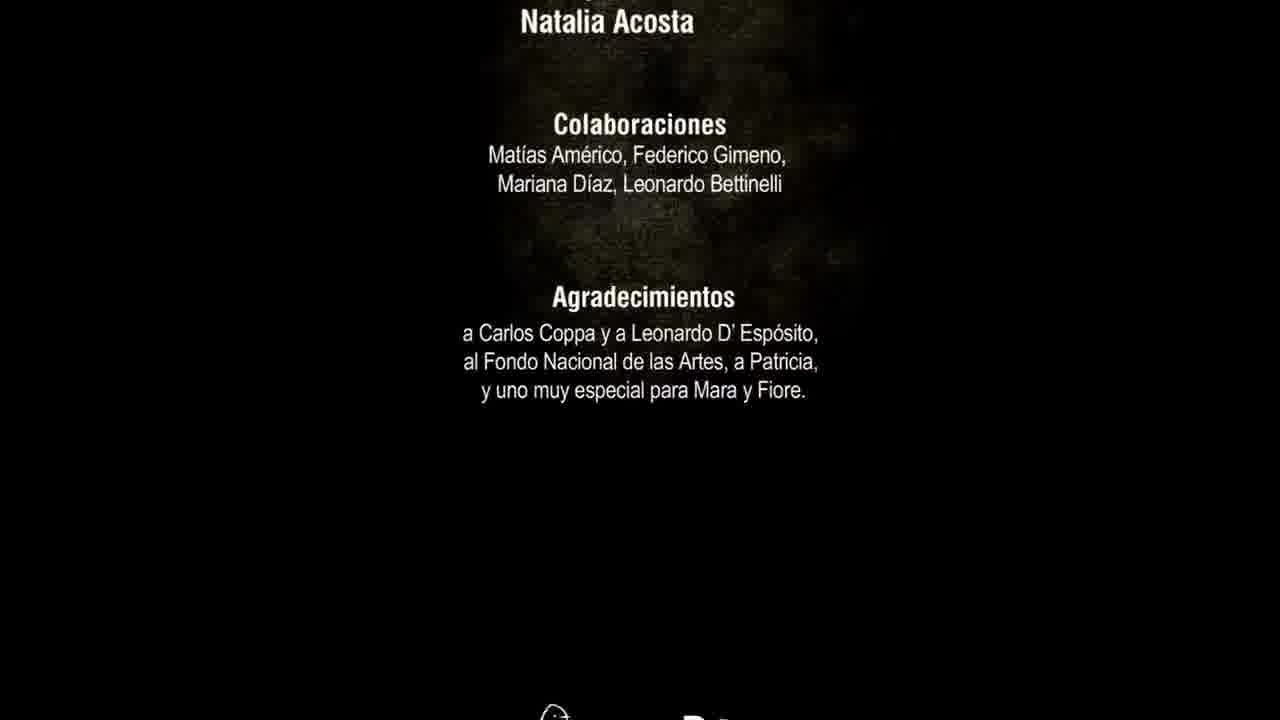 Natalia Acosta
Colaboraciones
Matías Américo, Federico Gimeno,
Mariana Díaz, Leonardo Bettinelli
Agradecimientos
a Carlos Coppa y a Leonardo D' Espósito,
al Fondo Nacional de las Artes, a Patricia,
y uno muy especial para Mara y Fiore.